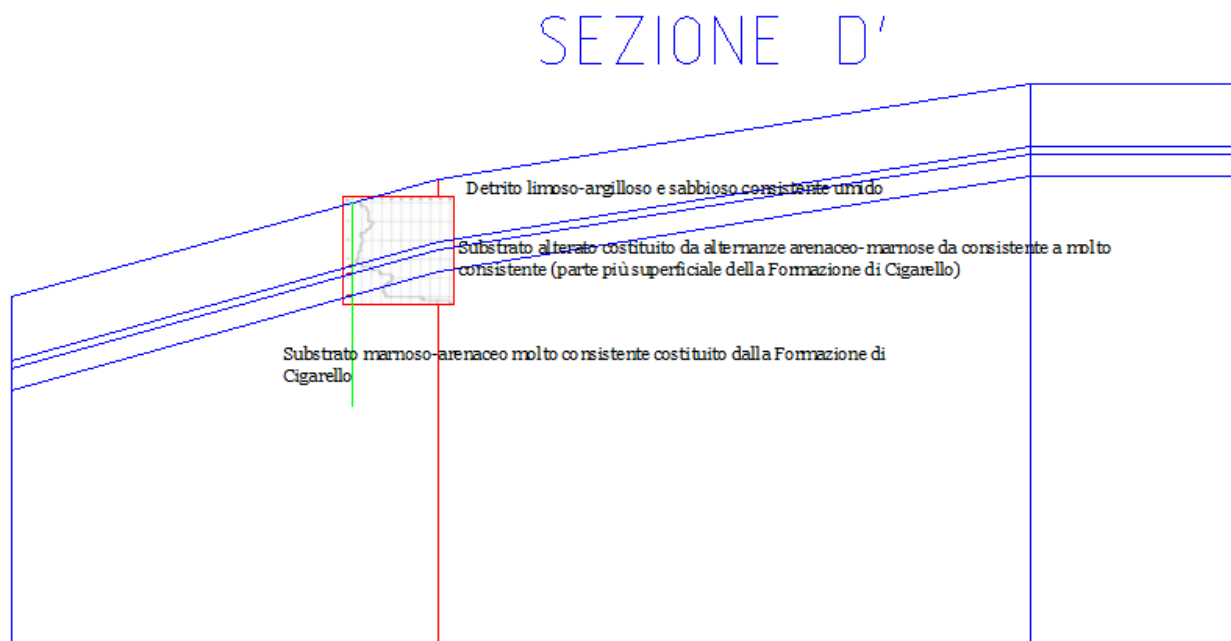 SEZIONE D'
Detrito limoso-argilloso e sabbioso consistente umido
Substrato alterato costituito da alternanze arenaceo-marnose da consistente a molto
consistente (parte più superficiale della Formazione di Cigarello)
Substrato marnoso-arenaceo molto consistente costituito dalla Formazione di
Cigarello